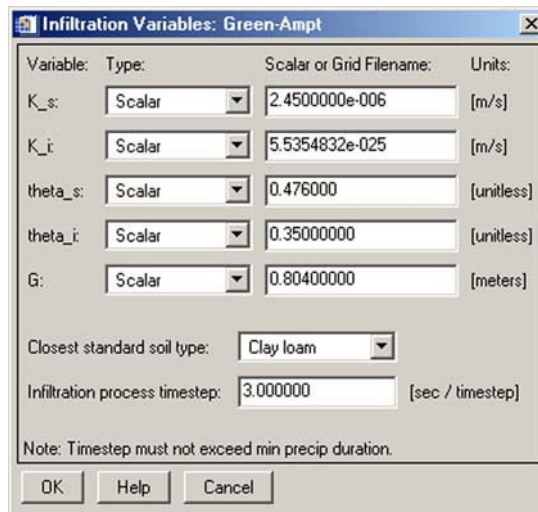 Infiltration Variables: Green-Ampt
Variable: Type: Scalar or Grid Filename: Units:
K_s: Scalar 2.4500000e-006 [m/s]
K_i: Scalar 5.5354832e-025 [m/s]
theta_s: Scalar 0.476000 [unitless]
theta_i: Scalar 0.35000000 [unitless]
G: Scalar 0.80400000 [meters]
Closest standard soil type: Clay loam
Infiltration process timestep: 3.000000 [sec / timestep]
Note: Timestep must not exceed min precip duration.
OK Help Cancel